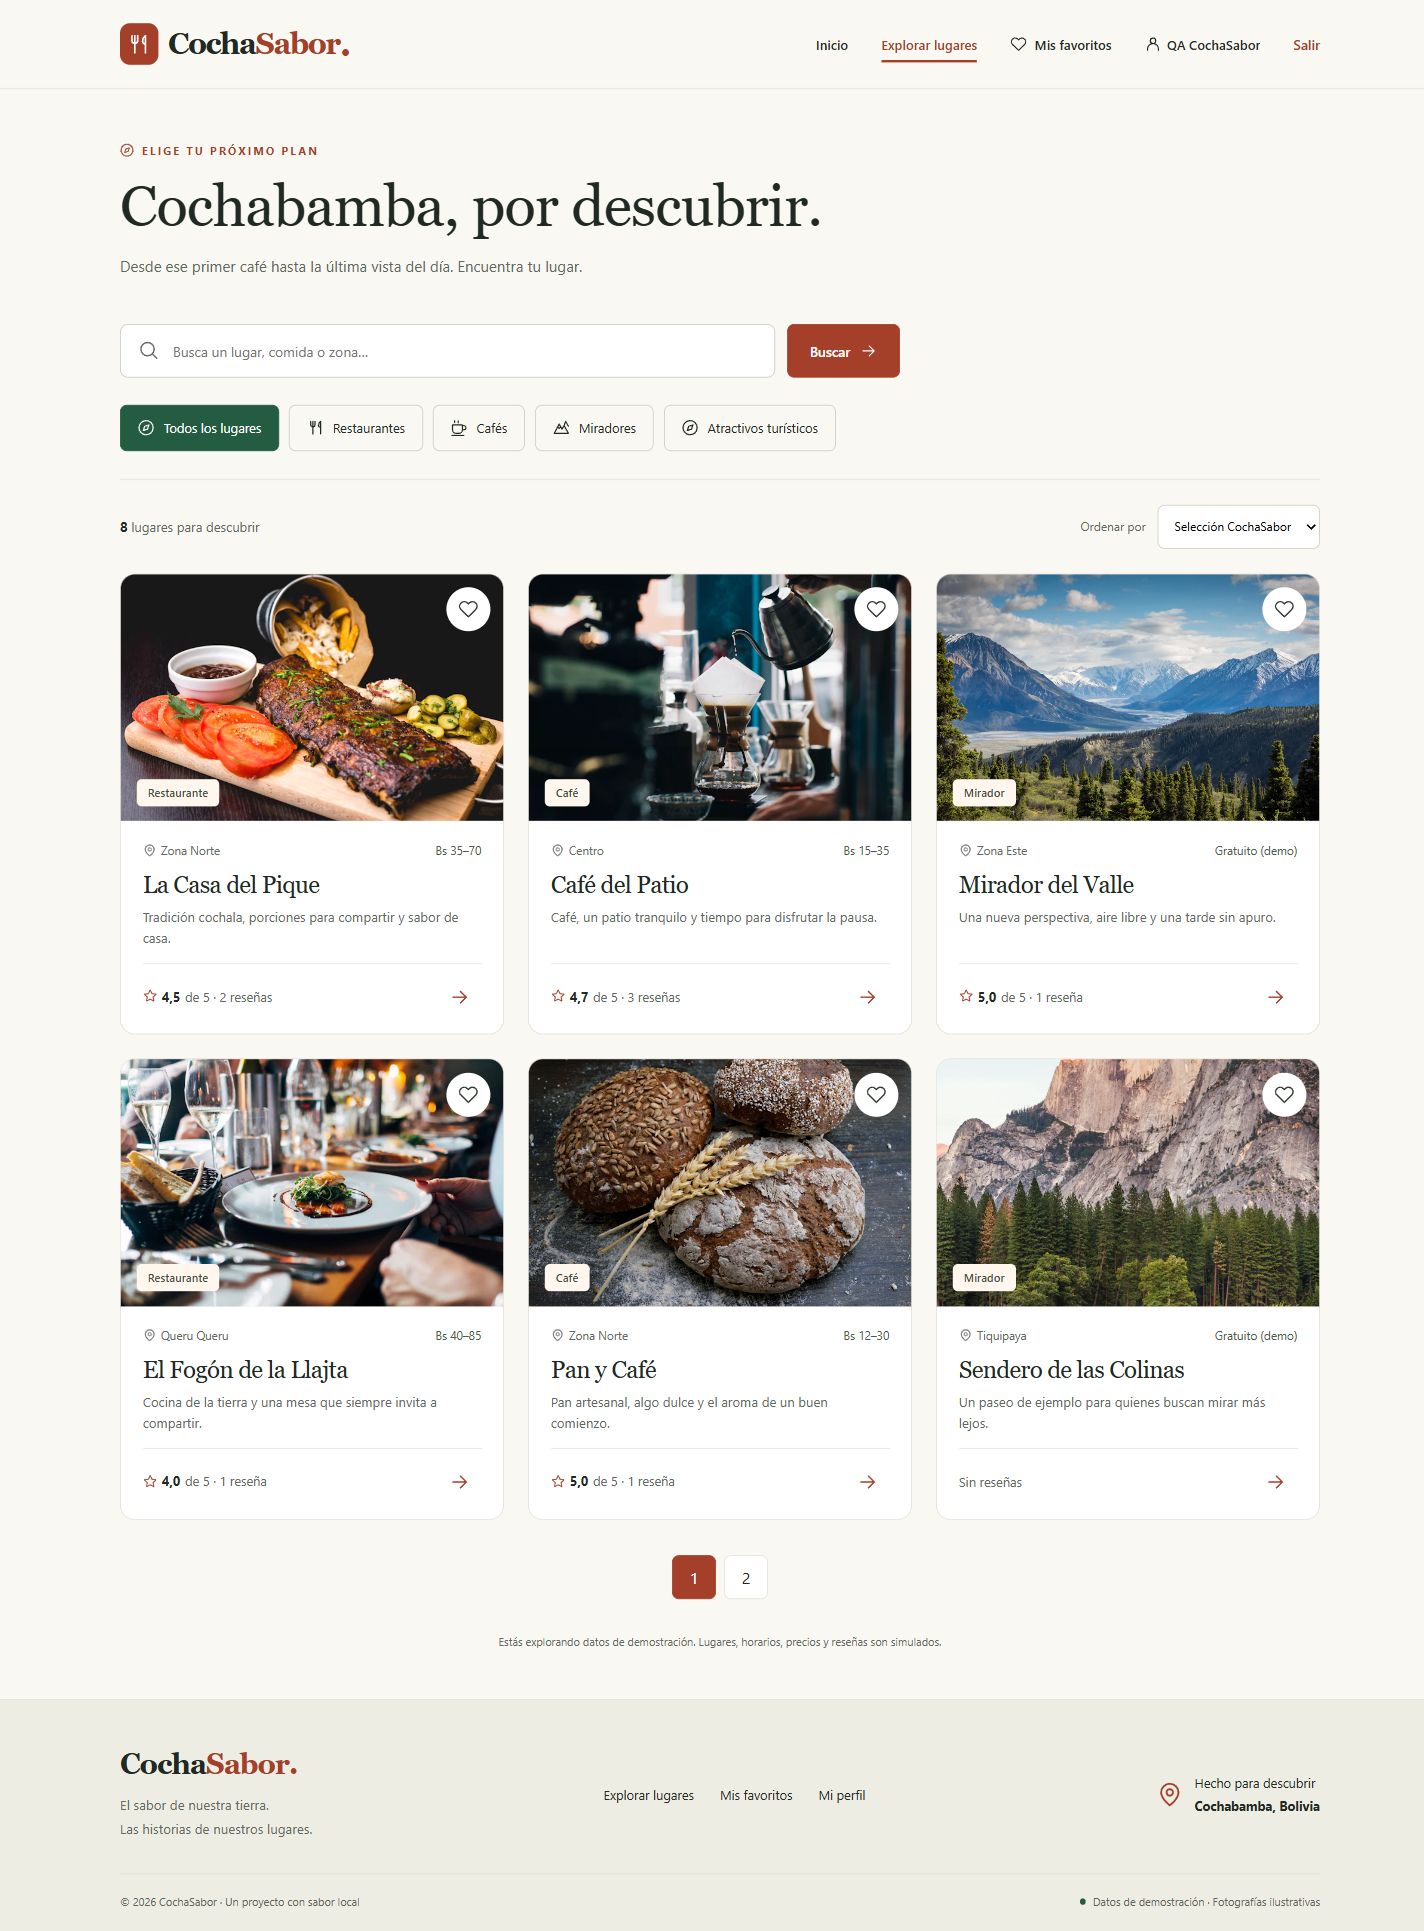 CochaSabor.
Inicio
Explorar lugares
Mis favoritos
QA CochaSabor
Salir
ELIGE TU PRÓXIMO PLAN
Cochabamba, por descubrir.
Desde ese primer café hasta la última vista del día. Encuentra tu lugar.
Busca un lugar, comida o zona...
Buscar
Todos los lugares
Restaurantes
Cafés
Miradores
Atractivos turísticos
8 lugares para descubrir
Ordenar por
Selección CochaSabor
Restaurante
Zona Norte
Bs 35–70
La Casa del Pique
Tradición cochala, porciones para compartir y sabor de
casa.
4,5 de 5 · 2 reseñas
Café
Centro
Bs 15–35
Café del Patio
Café, un patio tranquilo y tiempo para disfrutar la pausa.
4,7 de 5 · 3 reseñas
Mirador
Zona Este
Gratuito (demo)
Mirador del Valle
Una nueva perspectiva, aire libre y una tarde sin apuro.
5,0 de 5 · 1 reseña
Restaurante
Queru Queru
Bs 40–85
El Fogón de la Llajta
Cocina de la tierra y una mesa que siempre invita a
compartir.
4,0 de 5 · 1 reseña
Café
Zona Norte
Bs 12–30
Pan y Café
Pan artesanal, algo dulce y el aroma de un buen
comienzo.
5,0 de 5 · 1 reseña
Mirador
Tiquipaya
Gratuito (demo)
Sendero de las Colinas
Un paseo de ejemplo para quienes buscan mirar más
lejos.
Sin reseñas
1
2
Estás explorando datos de demostración. Lugares, horarios, precios y reseñas son simulados.
CochaSabor.
El sabor de nuestra tierra.
Las historias de nuestros lugares.
Explorar lugares
Mis favoritos
Mi perfil
Hecho para descubrir
Cochabamba, Bolivia
© 2026 CochaSabor · Un proyecto con sabor local
Datos de demostración · Fotografías ilustrativas